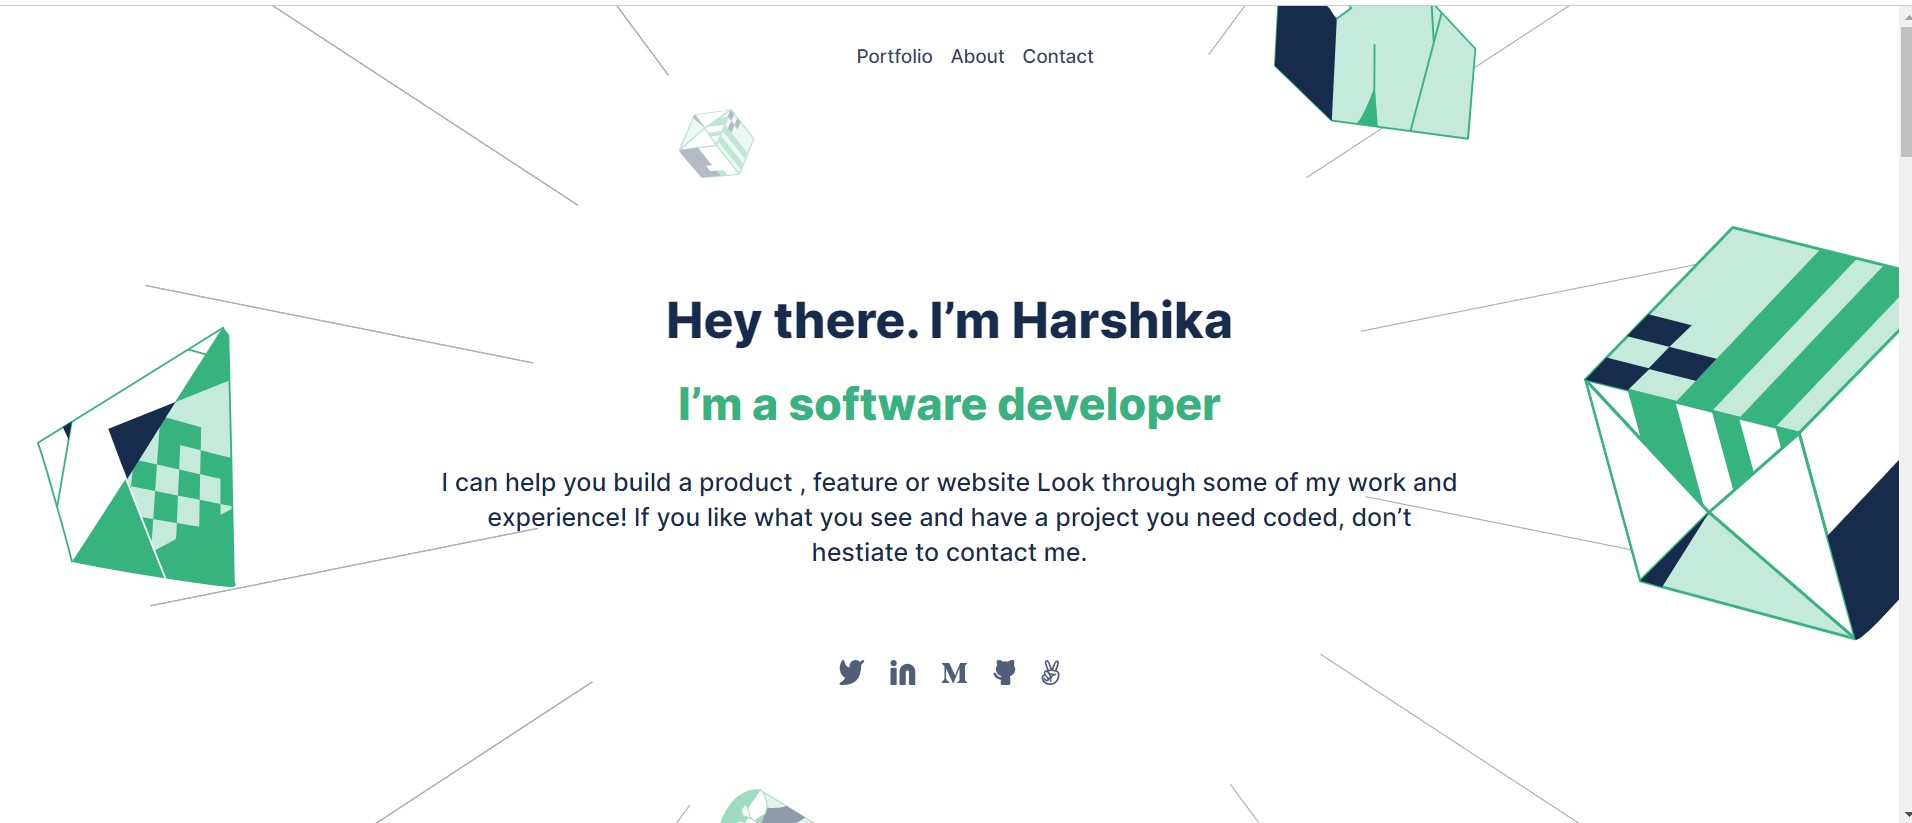 Portfolio About Contact
Hey there. I’m Harshika
I’m a software developer
I can help you build a product , feature or website Look through some of my work and
experience! If you like what you see and have a project you need coded, don’t
hestiate to contact me.